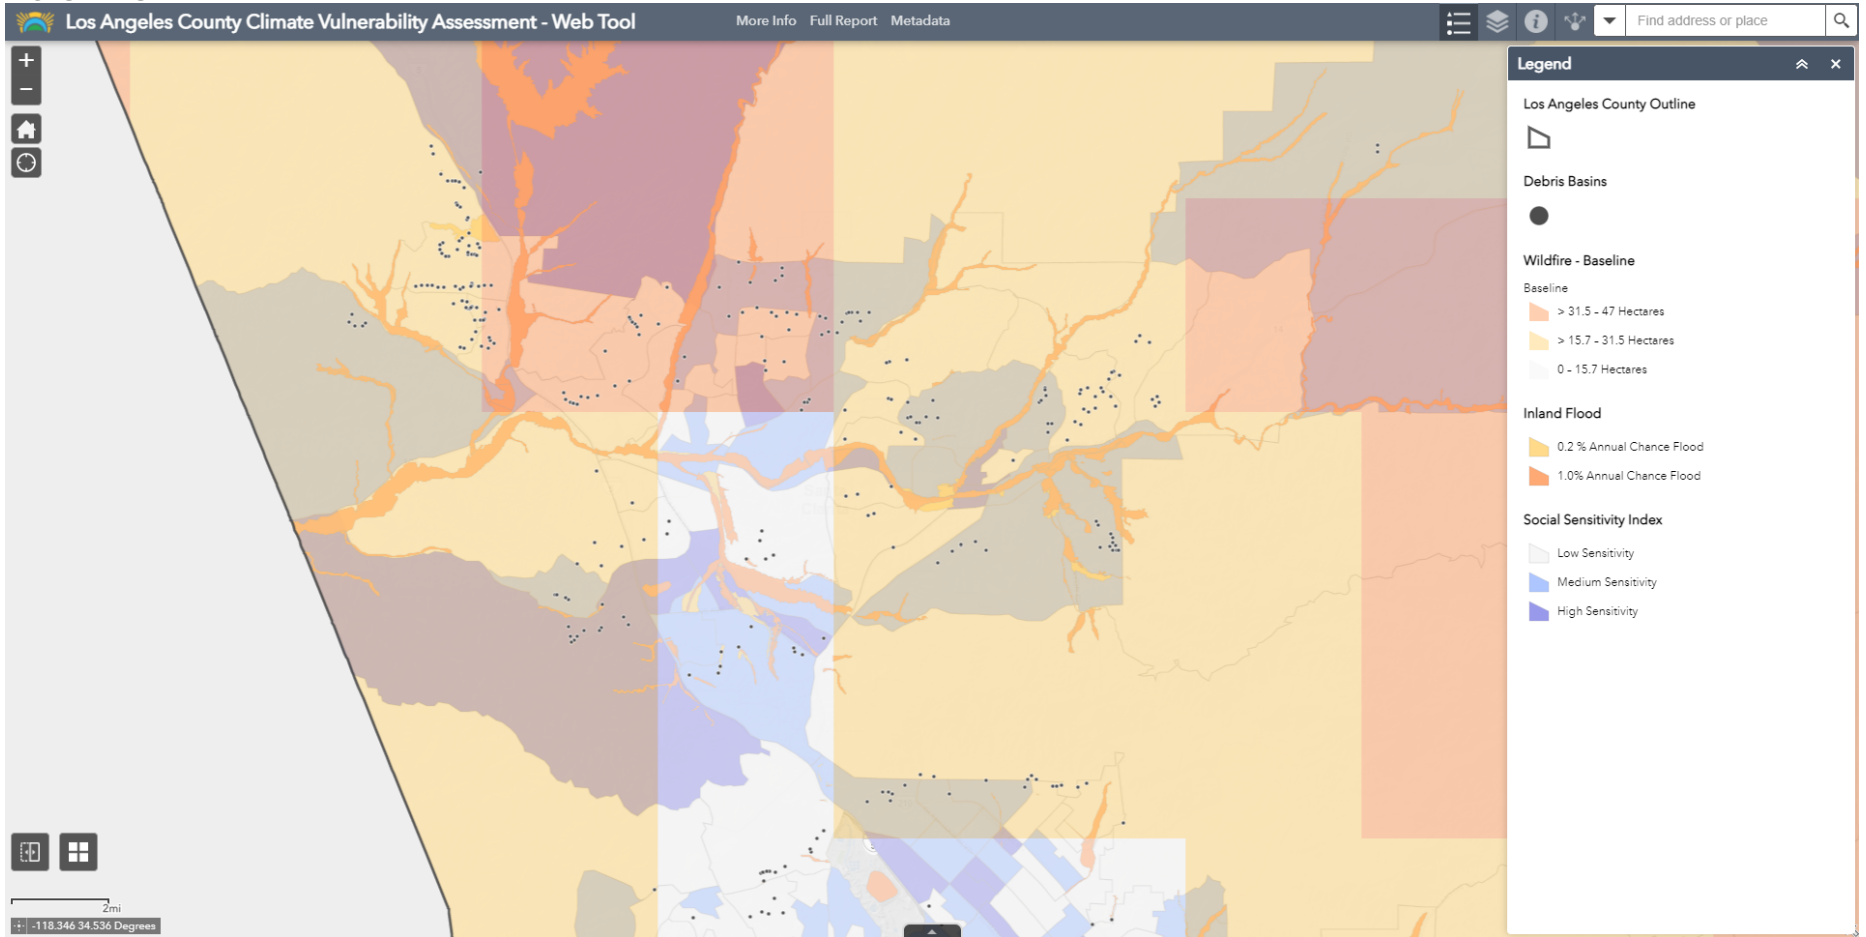 Los Angeles County Climate Vulnerability Assessment - Web Tool
More Info Full Report Metadata
Find address or place
Legend
Los Angeles County Outline
Debris Basins
Wildfire - Baseline
Baseline
> 31.5 - 47 Hectares
> 15.7 - 31.5 Hectares
0 - 15.7 Hectares
Inland Flood
0.2 % Annual Chance Flood
1.0% Annual Chance Flood
Social Sensitivity Index
Low Sensitivity
Medium Sensitivity
High Sensitivity
2mi
-118.346 34.536 Degrees